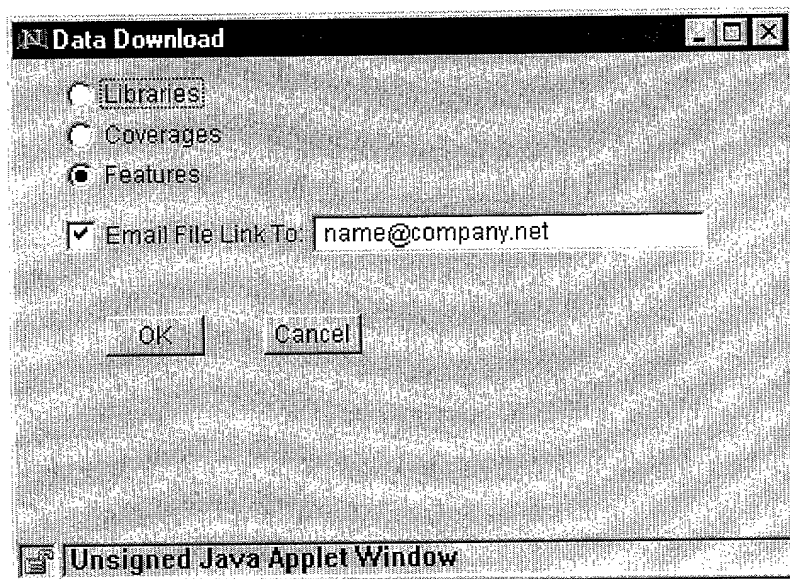 Data Download
Libraries
Coverages
Features
Email File Link To: name@company.net
OK Cancel
Unsigned Java Applet Window